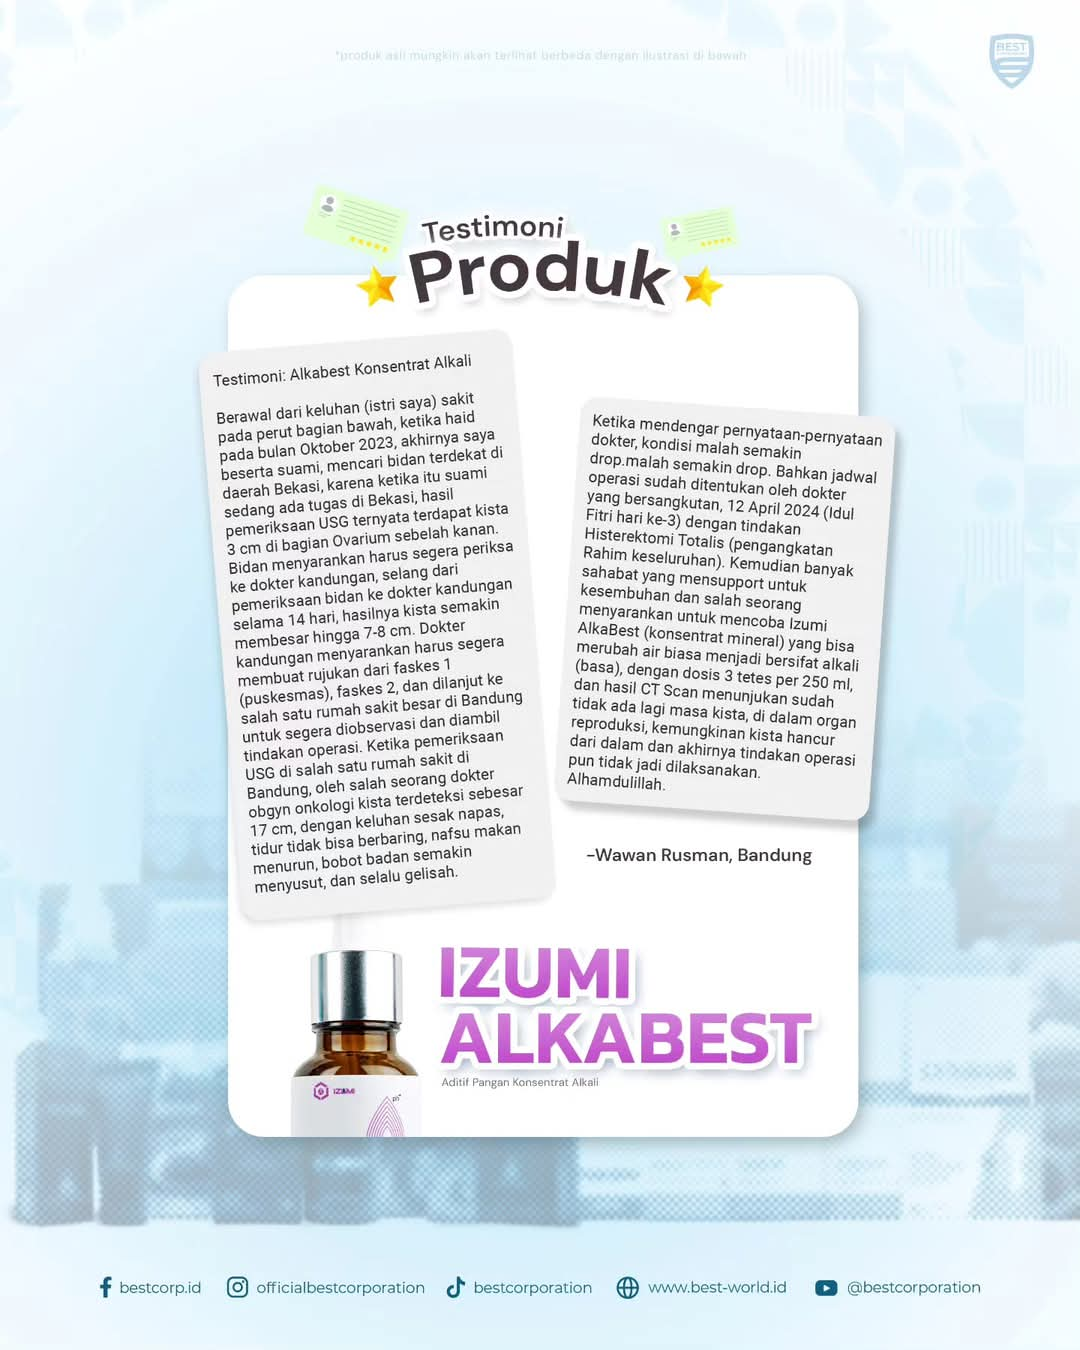 *produk asli mungkin akan terlihat berbeda dengan ilustrasi di bawah
BEST
Testimoni
Produk
Testimoni: Alkabest Konsentrat Alkali
Berawal dari keluhan (istri saya) sakit
pada perut bagian bawah, ketika haid
pada bulan Oktober 2023, akhirnya saya
beserta suami, mencari bidan terdekat di
daerah Bekasi, karena ketika itu suami
sedang ada tugas di Bekasi, hasil
pemeriksaan USG ternyata terdapat kista
3 cm di bagian Ovarium sebelah kanan.
Bidan menyarankan harus segera periksa
ke dokter kandungan, selang dari
pemeriksaan bidan ke dokter kandungan
selama 14 hari, hasilnya kista semakin
membesar hingga 7-8 cm. Dokter
kandungan menyarankan harus segera
membuat rujukan dari faskes 1
(puskesmas), faskes 2, dan dilanjut ke
salah satu rumah sakit besar di Bandung
untuk segera diobservasi dan diambil
tindakan operasi. Ketika pemeriksaan
USG di salah satu rumah sakit di
Bandung, oleh salah seorang dokter
obgyn onkologi kista terdeteksi sebesar
17 cm, dengan keluhan sesak napas,
tidur tidak bisa berbaring, nafsu makan
menurun, bobot badan semakin
menyusut, dan selalu gelisah.
Ketika mendengar pernyataan-pernyataan
dokter, kondisi malah semakin
drop.malah semakin drop. Bahkan jadwal
operasi sudah ditentukan oleh dokter
yang bersangkutan, 12 April 2024 (Idul
Fitri hari ke-3) dengan tindakan
Histerektomi Totalis (pengangkatan
Rahim keseluruhan). Kemudian banyak
sahabat yang mensupport untuk
kesembuhan dan salah seorang
menyarankan untuk mencoba Izumi
AlkaBest (konsentrat mineral) yang bisa
merubah air biasa menjadi bersifat alkali
(basa), dengan dosis 3 tetes per 250 ml,
dan hasil CT Scan menunjukan sudah
tidak ada lagi masa kista, di dalam organ
reproduksi, kemungkinan kista hancur
dari dalam dan akhirnya tindakan operasi
pun tidak jadi dilaksanakan.
Alhamdulillah.
-Wawan Rusman, Bandung
IZUMI
ALKABEST
Aditif Pangan Konsentrat Alkali
IZUMI
pH+
bestcorp.id officialbestcorporation bestcorporation www.best-world.id @bestcorporation